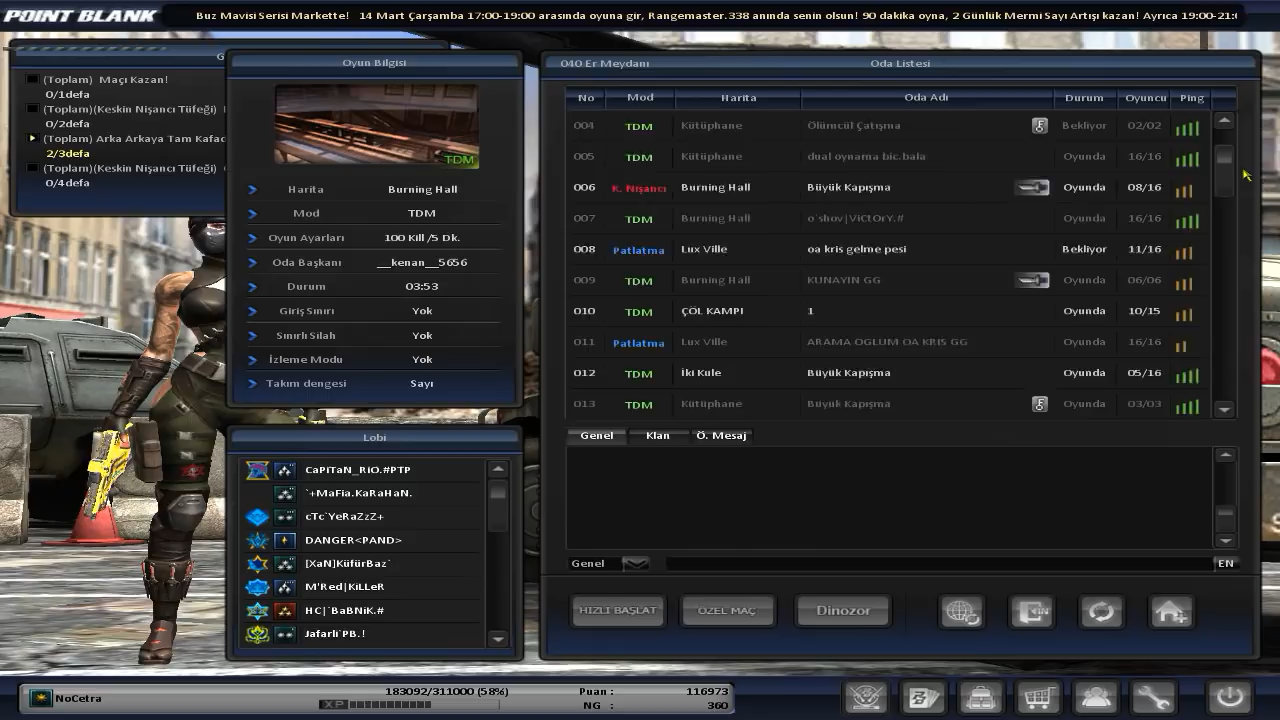 POINT BLANK
Buz Mavisi Serisi Markette! 14 Mart Çarşamba 17:00-19:00 arasında oyuna gir, Rangemaster.338 anında senin olsun! 90 dakika oyna, 2 Günlük Mermi Sayı Artışı kazan! Ayrıca 19:00-21:
G
(Toplam) Maçı Kazan!
0/1defa
(Toplam)(Keskin Nişancı Tüfeği)
0/2defa
(Toplam) Arka Arkaya Tam Kafad
2/3defa
(Toplam)(Keskin Nişancı Tüfeği)
0/4defa
Oyun Bilgisi
TDM
Harita Burning Hall
Mod TDM
Oyun Ayarları 100 Kill /5 Dk.
Oda Başkanı __kenan__5656
Durum 03:53
Giriş Sınırı Yok
Sınırlı Silah Yok
İzleme Modu Yok
Takım dengesi Sayı
Lobi
CaPiTaN_RiO.#PTP
`+MaFia.KaRaHaN.
cTc`YeRaZzZ+
DANGER<PAND>
[XaN]KüfürBaz`
M'Red|KiLLeR
HC|`BaBNiK.#
Jafarli'PB.!
040 Er Meydanı Oda Listesi
No Mod Harita Oda Adı Durum Oyuncu Ping
004 TDM Kütüphane Ölümcül Çatışma Bekliyor 02/02
005 TDM Kütüphane dual oynama bic.bala Oyunda 16/16
006 K. Nişancı Burning Hall Büyük Kapışma Oyunda 08/16
007 TDM Burning Hall o`shov|ViCtOrY.# Oyunda 16/16
008 Patlatma Lux Ville oa kris gelme pesi Bekliyor 11/16
009 TDM Burning Hall KUNAYIN GG Oyunda 06/06
010 TDM ÇÖL KAMPI 1 Oyunda 10/15
011 Patlatma Lux Ville ARAMA OGLUM OA KRIS GG Oyunda 16/16
012 TDM İki Kule Büyük Kapışma Oyunda 05/16
013 TDM Kütüphane Büyük Kapışma Oyunda 03/03
Genel Klan Ö. Mesaj
Genel EN
HIZLI BAŞLAT ÖZEL MAÇ Dinozor
NoCetra
183092/311000 (58%)
XP
Puan : 116973
NG : 360